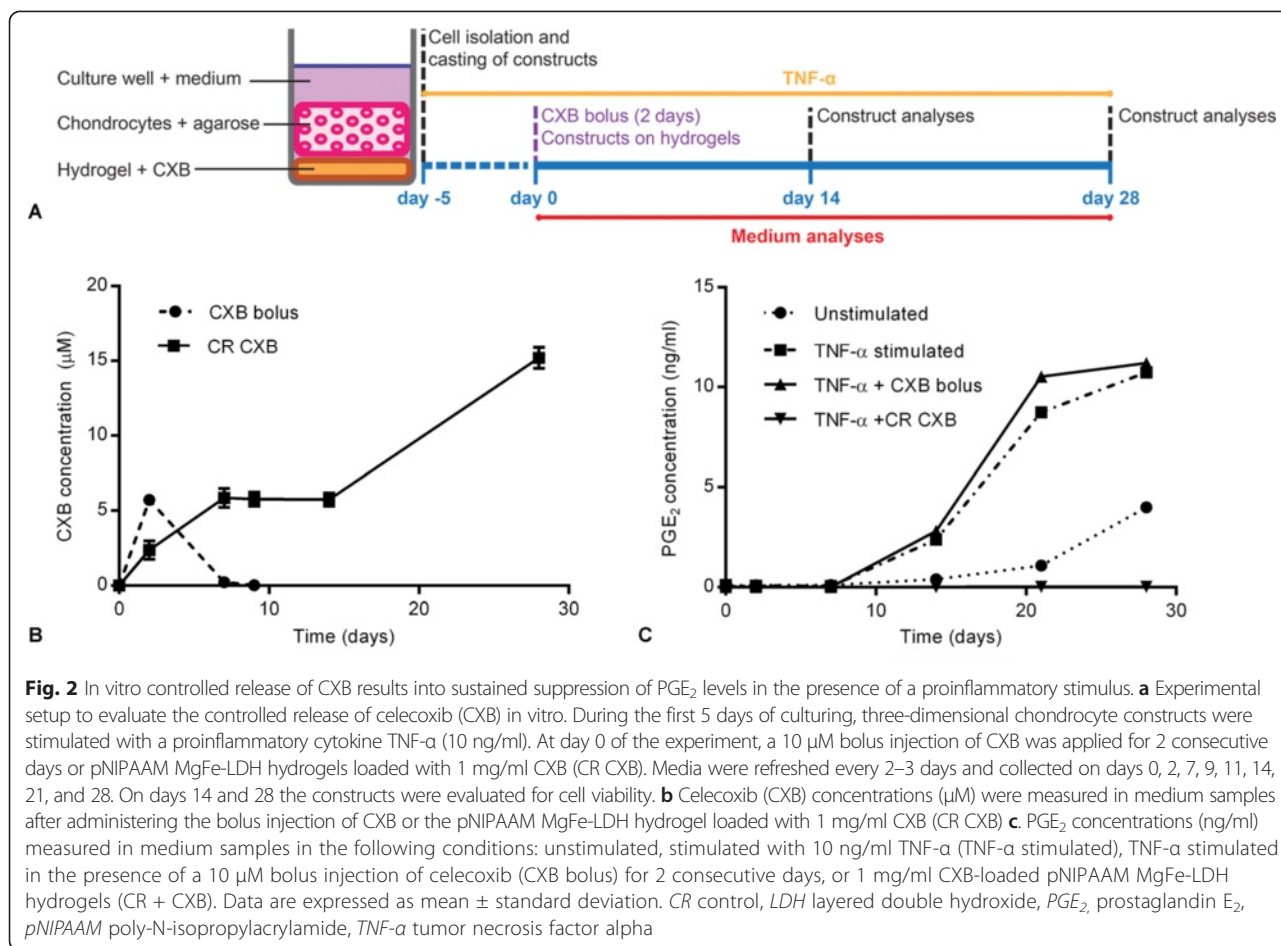 Culture well + medium
Chondrocytes + agarose
Hydrogel + CXB
Cell isolation and
casting of constructs
TNF-α
CXB bolus (2 days)
Constructs on hydrogels
Construct analyses
Construct analyses
day -5
day 0
day 14
day 28
Medium analyses
A
20
15
10
5
0
CXB concentration (μM)
CXB bolus
CR CXB
0
10
20
30
Time (days)
B
15
10
5
0
PGE₂ concentration (ng/ml)
Unstimulated
TNF-α stimulated
TNF-α + CXB bolus
TNF-α +CR CXB
10
20
30
Time (days)
C
Fig. 2 In vitro controlled release of CXB results into sustained suppression of PGE₂ levels in the presence of a proinflammatory stimulus. a Experimental
setup to evaluate the controlled release of celecoxib (CXB) in vitro. During the first 5 days of culturing, three-dimensional chondrocyte constructs were
stimulated with a proinflammatory cytokine TNF-α (10 ng/ml). At day 0 of the experiment, a 10 μM bolus injection of CXB was applied for 2 consecutive
days or pNIPAAM MgFe-LDH hydrogels loaded with 1 mg/ml CXB (CR CXB). Media were refreshed every 2–3 days and collected on days 0, 2, 7, 9, 11, 14,
21, and 28. On days 14 and 28 the constructs were evaluated for cell viability. b Celecoxib (CXB) concentrations (μM) were measured in medium samples
after administering the bolus injection of CXB or the pNIPAAM MgFe-LDH hydrogel loaded with 1 mg/ml CXB (CR CXB) c. PGE₂ concentrations (ng/ml)
measured in medium samples in the following conditions: unstimulated, stimulated with 10 ng/ml TNF-α (TNF-α stimulated), TNF-α stimulated
in the presence of a 10 μM bolus injection of celecoxib (CXB bolus) for 2 consecutive days, or 1 mg/ml CXB-loaded pNIPAAM MgFe-LDH
hydrogels (CR + CXB). Data are expressed as mean ± standard deviation. CR control, LDH layered double hydroxide, PGE₂, prostaglandin E₂,
pNIPAAM poly-N-isopropylacrylamide, TNF-α tumor necrosis factor alpha